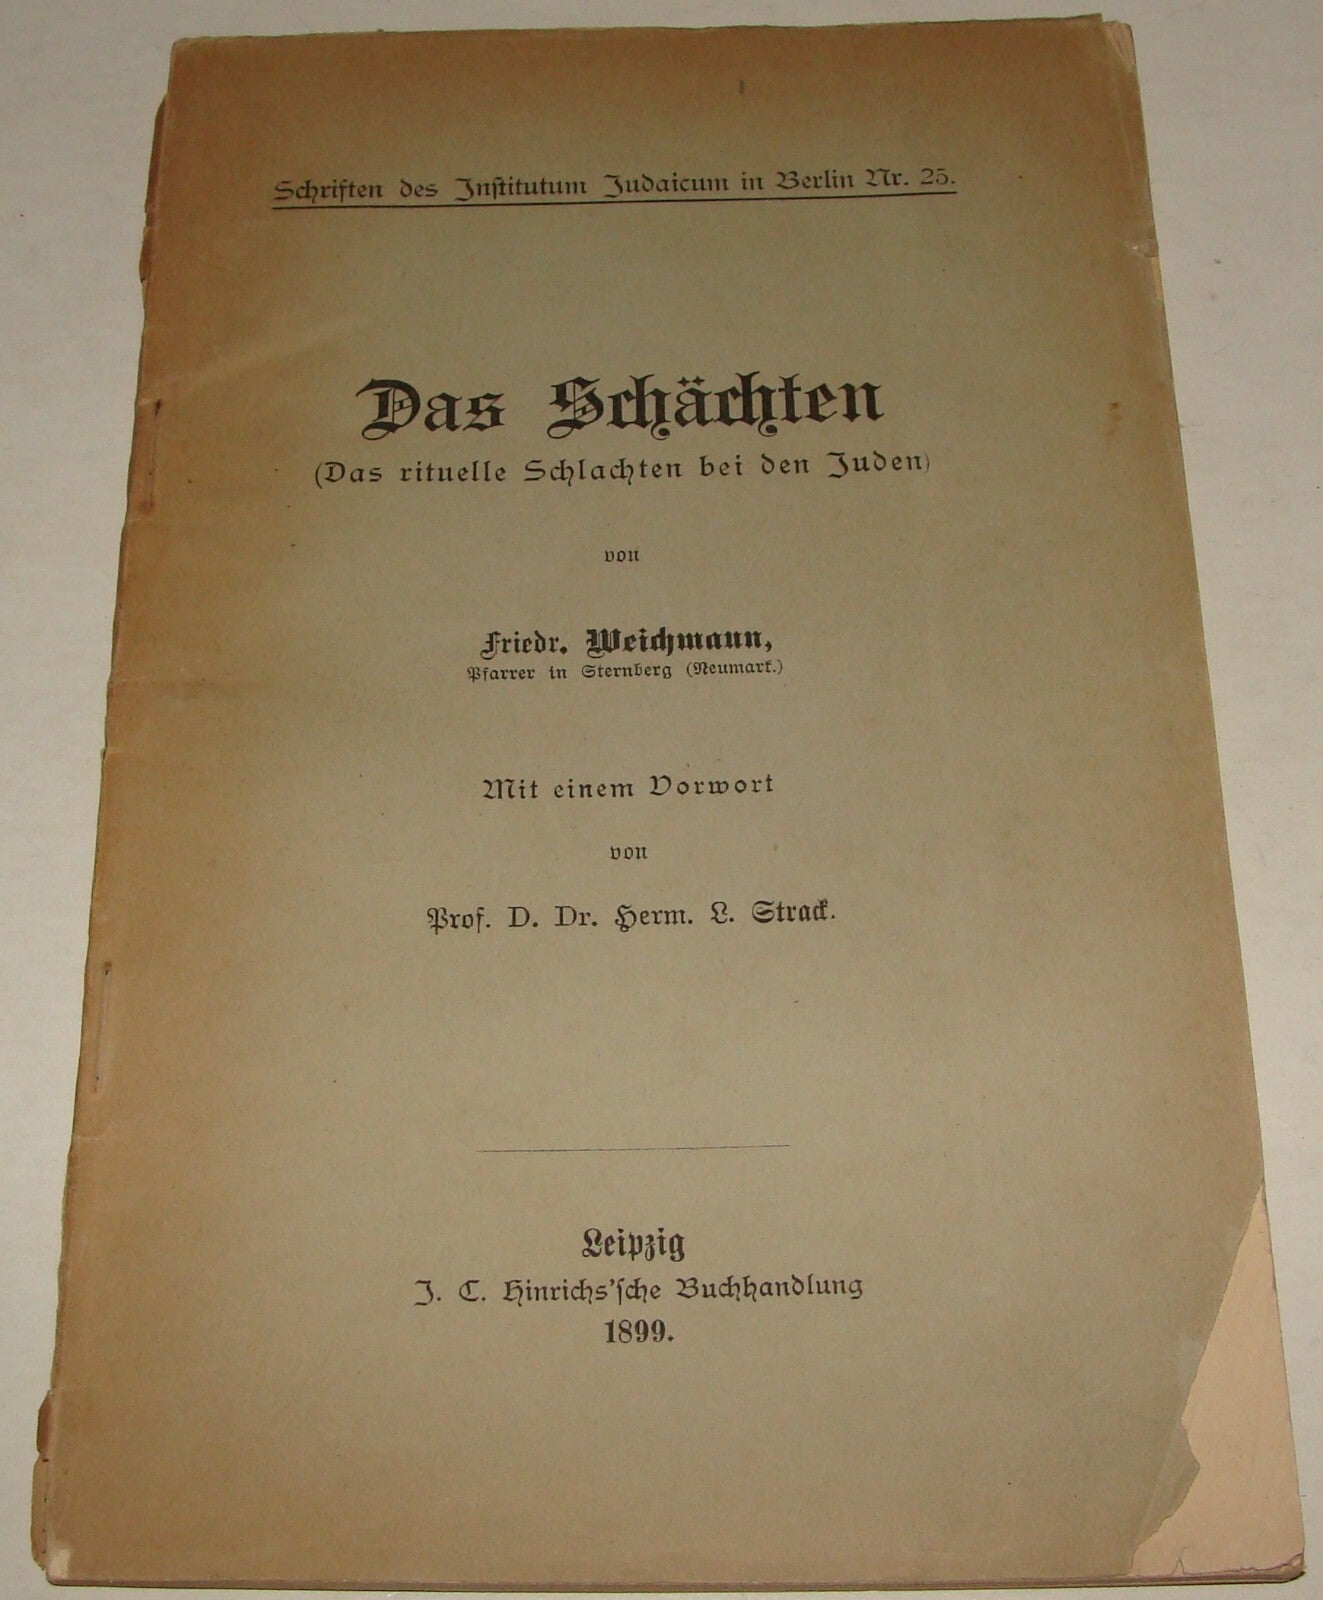 Schriften des Institutum Judaicum in Berlin Nr. 25.
Das Schächten
(Das rituelle Schlachten bei den Juden)
von
Friedr. Weichmann,
Pfarrer in Sternberg (Neumark.)
Mit einem Vorwort
von
Prof. D. Dr. Herm. L. Strack.
Leipzig
J. C. Hinrichs'sche Buchhandlung
1899.